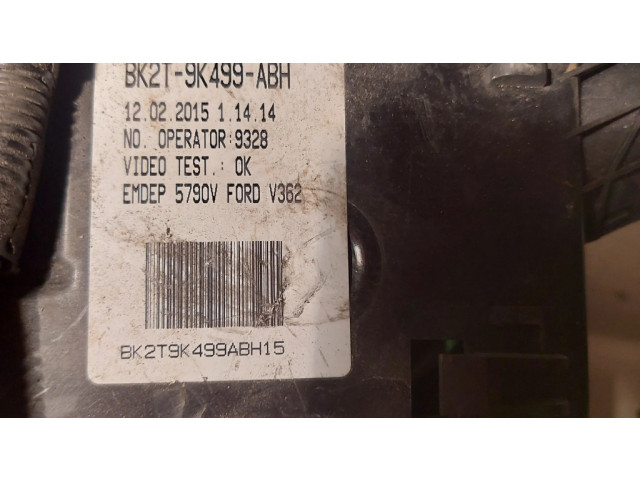 BK2T-9K499-ABH
12.02.2015 1.14.14
NO. OPERATOR:9328
VIDEO TEST.: OK
EMDEP 5790V FORD V362
BK2T9K499ABH15